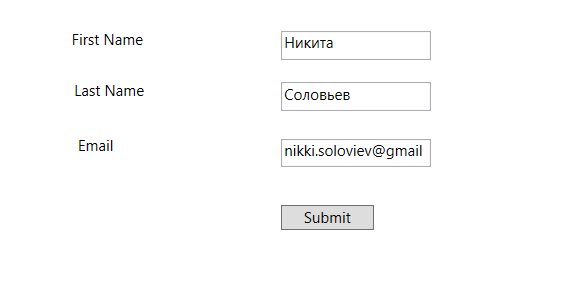 First Name Никита
Last Name Соловьев
Email nikki.soloviev@gmail
Submit